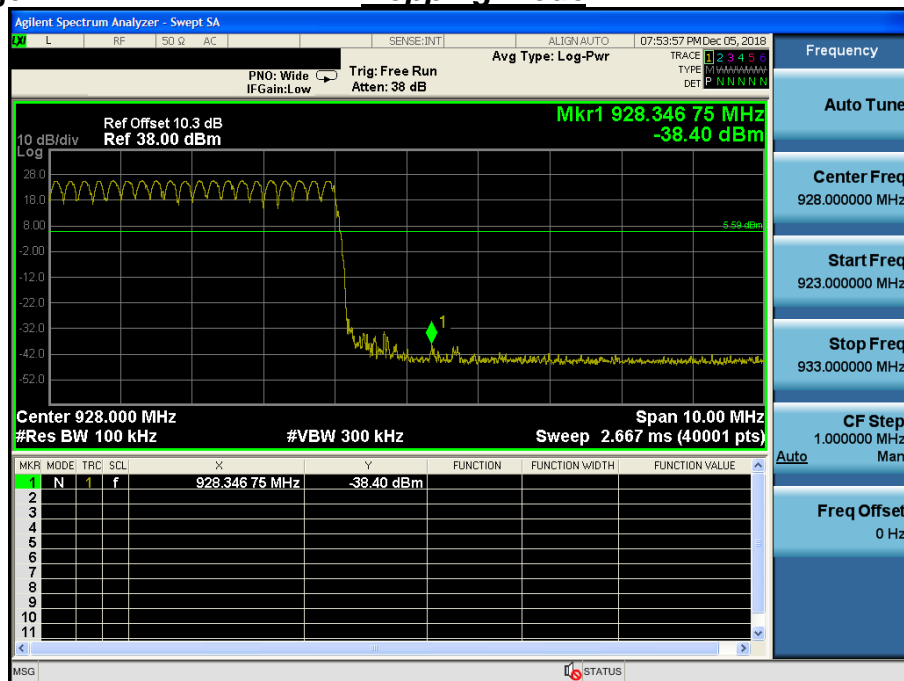 Agilent Spectrum Analyzer - Swept SA
LXI L RF 50 Ω AC SENSE:INT ALIGN AUTO 07:53:57 PM Dec 05, 2018
Avg Type: Log-Pwr TRACE 1 2 3 4 5 6
PNO: Wide Trig: Free Run TYPE M WWWWW
IFGain:Low Atten: 38 dB DET P N N N N N
Mkr1 928.346 75 MHz
-38.40 dBm
Ref Offset 10.3 dB
10 dB/div Ref 38.00 dBm
Log
28.0
18.0
8.00
5.59 dBm
-2.00
-12.0
-22.0
-32.0
-42.0
-52.0
1
Center 928.000 MHz Span 10.00 MHz
#Res BW 100 kHz #VBW 300 kHz Sweep 2.667 ms (40001 pts)
MKR MODE TRC SCL X Y FUNCTION FUNCTION WIDTH FUNCTION VALUE
1 N 1 f 928.346 75 MHz -38.40 dBm
2
3
4
5
6
7
8
9
10
11
MSG STATUS
Frequency
Auto Tune
Center Freq
928.000000 MHz
Start Freq
923.000000 MHz
Stop Freq
933.000000 MHz
CF Step
1.000000 MHz
Auto Man
Freq Offset
0 Hz